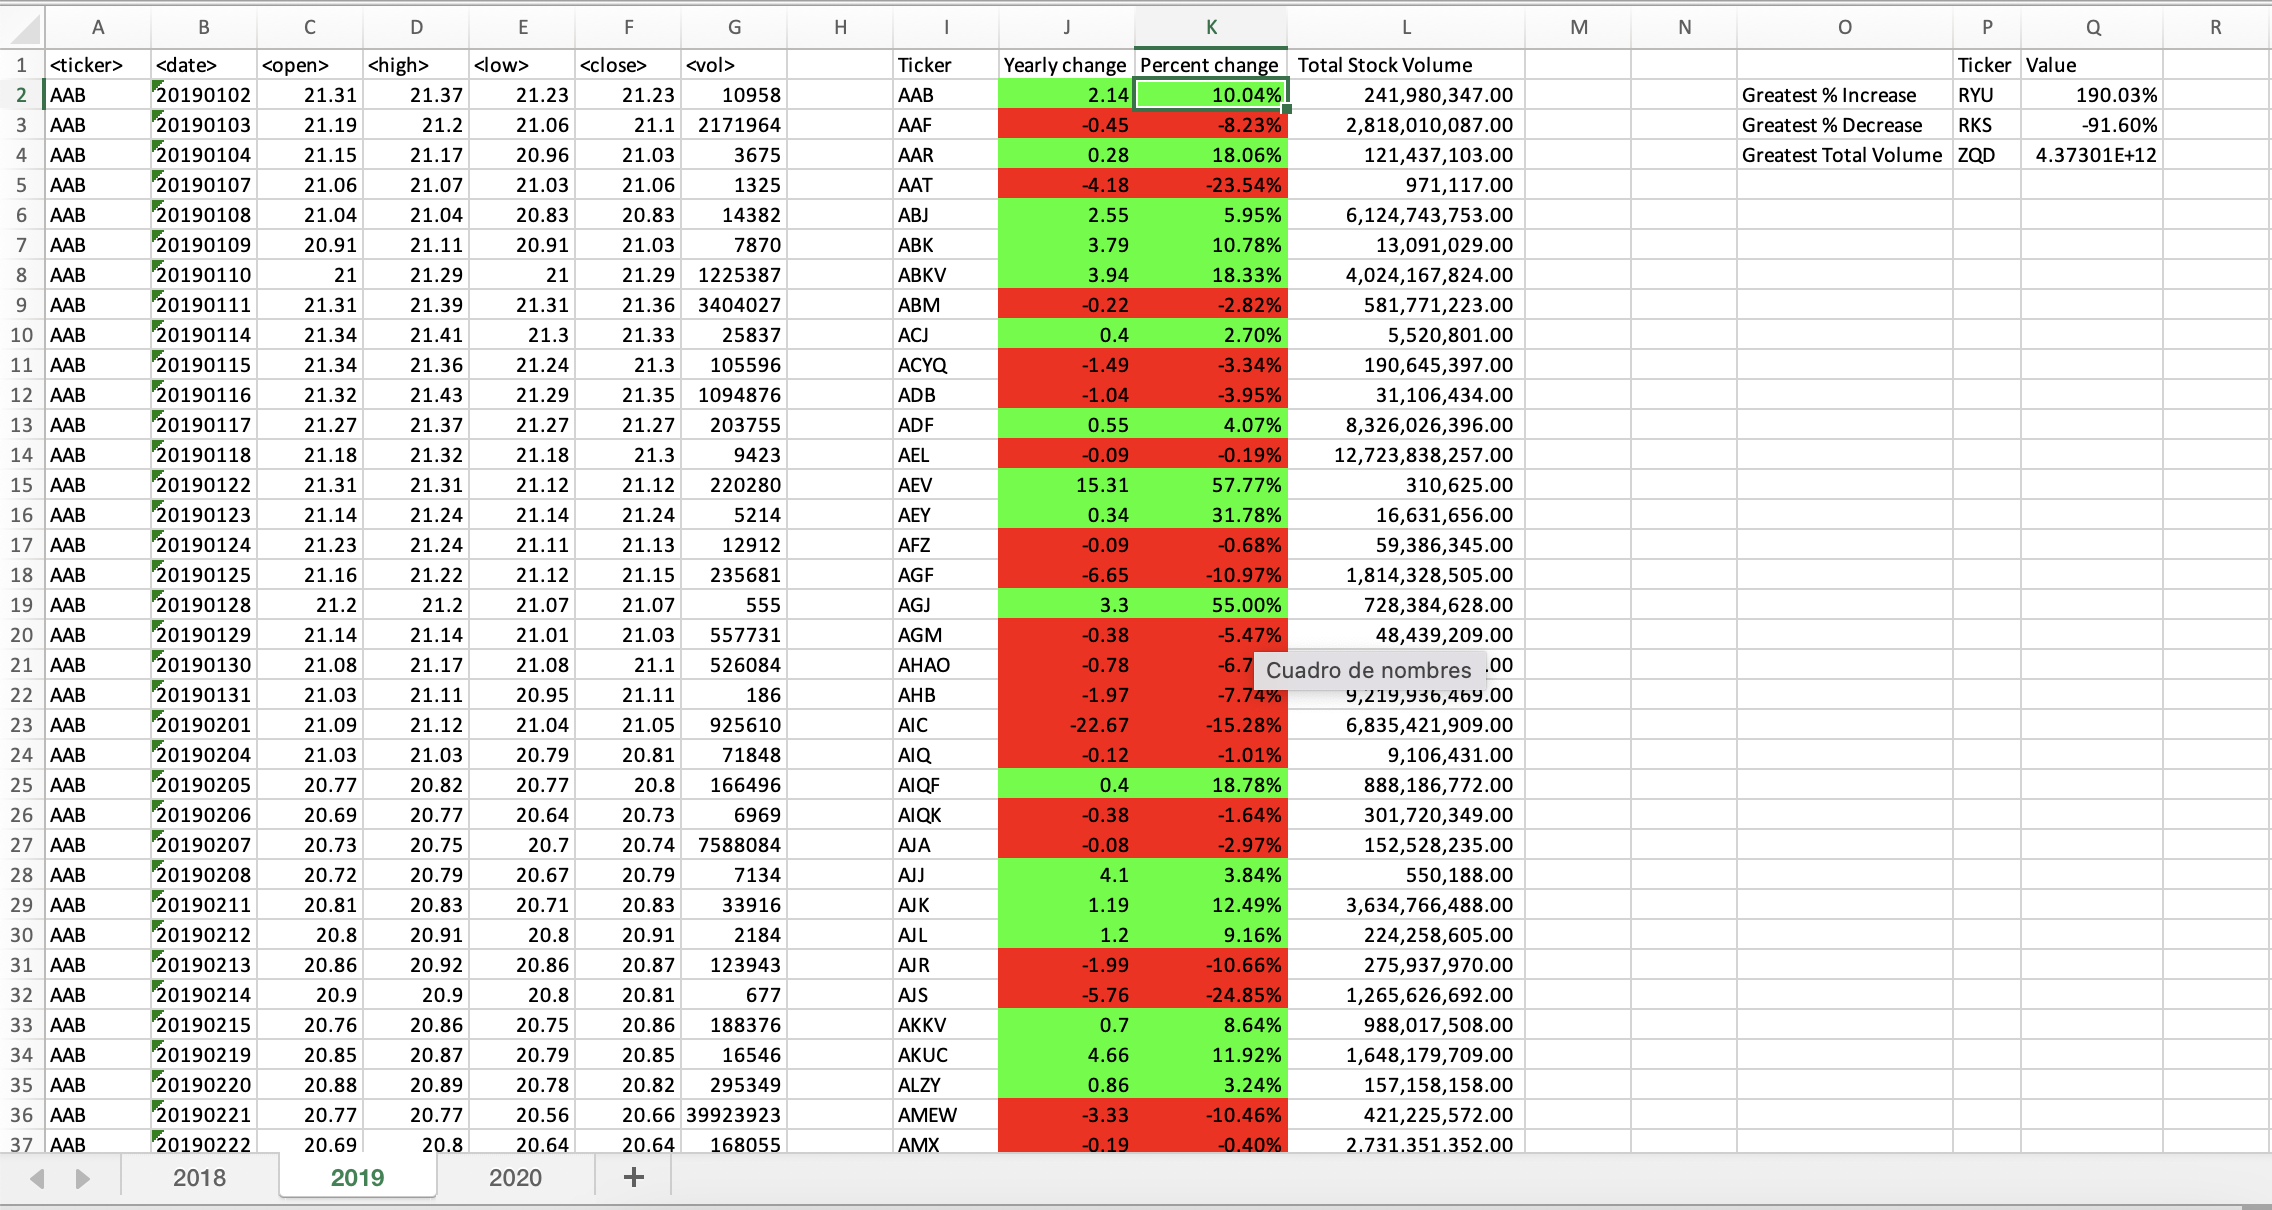 A B C D E F G H I J K L M N O P Q R
1 <ticker> <date> <open> <high> <low> <close> <vol> Ticker Yearly change Percent change Total Stock Volume Ticker Value
2 AAB 20190102 21.31 21.37 21.23 21.23 10958 AAB 2.14 10.04% 241,980,347.00 Greatest % Increase RYU 190.03%
3 AAB 20190103 21.19 21.2 21.06 21.1 2171964 AAF -0.45 -8.23% 2,818,010,087.00 Greatest % Decrease RKS -91.60%
4 AAB 20190104 21.15 21.17 20.96 21.03 3675 AAR 0.28 18.06% 121,437,103.00 Greatest Total Volume ZQD 4.37301E+12
5 AAB 20190107 21.06 21.07 21.03 21.06 1325 AAT -4.18 -23.54% 971,117.00
6 AAB 20190108 21.04 21.04 20.83 20.83 14382 ABJ 2.55 5.95% 6,124,743,753.00
7 AAB 20190109 20.91 21.11 20.91 21.03 7870 ABK 3.79 10.78% 13,091,029.00
8 AAB 20190110 21 21.29 21 21.29 1225387 ABKV 3.94 18.33% 4,024,167,824.00
9 AAB 20190111 21.31 21.39 21.31 21.36 3404027 ABM -0.22 -2.82% 581,771,223.00
10 AAB 20190114 21.34 21.41 21.3 21.33 25837 ACJ 0.4 2.70% 5,520,801.00
11 AAB 20190115 21.34 21.36 21.24 21.3 105596 ACYQ -1.49 -3.34% 190,645,397.00
12 AAB 20190116 21.32 21.43 21.29 21.35 1094876 ADB -1.04 -3.95% 31,106,434.00
13 AAB 20190117 21.27 21.37 21.27 21.27 203755 ADF 0.55 4.07% 8,326,026,396.00
14 AAB 20190118 21.18 21.32 21.18 21.3 9423 AEL -0.09 -0.19% 12,723,838,257.00
15 AAB 20190122 21.31 21.31 21.12 21.12 220280 AEV 15.31 57.77% 310,625.00
16 AAB 20190123 21.14 21.24 21.14 21.24 5214 AEY 0.34 31.78% 16,631,656.00
17 AAB 20190124 21.23 21.24 21.11 21.13 12912 AFZ -0.09 -0.68% 59,386,345.00
18 AAB 20190125 21.16 21.22 21.12 21.15 235681 AGF -6.65 -10.97% 1,814,328,505.00
19 AAB 20190128 21.2 21.2 21.07 21.07 555 AGJ 3.3 55.00% 728,384,628.00
20 AAB 20190129 21.14 21.14 21.01 21.03 557731 AGM -0.38 -5.47% 48,439,209.00
21 AAB 20190130 21.08 21.17 21.08 21.1 526084 AHAO -0.78 -6.7 Cuadro de nombres .00
22 AAB 20190131 21.03 21.11 20.95 21.11 186 AHB -1.97 -7.74% 9,219,936,469.00
23 AAB 20190201 21.09 21.12 21.04 21.05 925610 AIC -22.67 -15.28% 6,835,421,909.00
24 AAB 20190204 21.03 21.03 20.79 20.81 71848 AIQ -0.12 -1.01% 9,106,431.00
25 AAB 20190205 20.77 20.82 20.77 20.8 166496 AIQF 0.4 18.78% 888,186,772.00
26 AAB 20190206 20.69 20.77 20.64 20.73 6969 AIQK -0.38 -1.64% 301,720,349.00
27 AAB 20190207 20.73 20.75 20.7 20.74 7588084 AJA -0.08 -2.97% 152,528,235.00
28 AAB 20190208 20.72 20.79 20.67 20.79 7134 AJJ 4.1 3.84% 550,188.00
29 AAB 20190211 20.81 20.83 20.71 20.83 33916 AJK 1.19 12.49% 3,634,766,488.00
30 AAB 20190212 20.8 20.91 20.8 20.91 2184 AJL 1.2 9.16% 224,258,605.00
31 AAB 20190213 20.86 20.92 20.86 20.87 123943 AJR -1.99 -10.66% 275,937,970.00
32 AAB 20190214 20.9 20.9 20.8 20.81 677 AJS -5.76 -24.85% 1,265,626,692.00
33 AAB 20190215 20.76 20.86 20.75 20.86 188376 AKKV 0.7 8.64% 988,017,508.00
34 AAB 20190219 20.85 20.87 20.79 20.85 16546 AKUC 4.66 11.92% 1,648,179,709.00
35 AAB 20190220 20.88 20.89 20.78 20.82 295349 ALZY 0.86 3.24% 157,158,158.00
36 AAB 20190221 20.77 20.77 20.56 20.66 39923923 AMEW -3.33 -10.46% 421,225,572.00
37 AAB 20190222 20.69 20.8 20.64 20.64 168055 AMX -0.19 -0.40% 2,731,351,352.00
2018 2019 2020 +